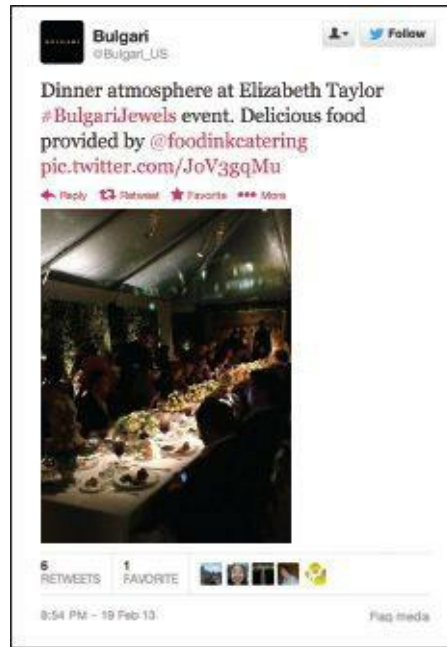 BVLGARI
Bulgari
@Bulgari_US
Follow
Dinner atmosphere at Elizabeth Taylor
#BulgariJewels event. Delicious food
provided by @foodinkcatering
pic.twitter.com/JoV3gqMu
Reply Retweet Favorite More
6 RETWEETS
1 FAVORITE
8:54 PM - 19 Feb 13
Flag media